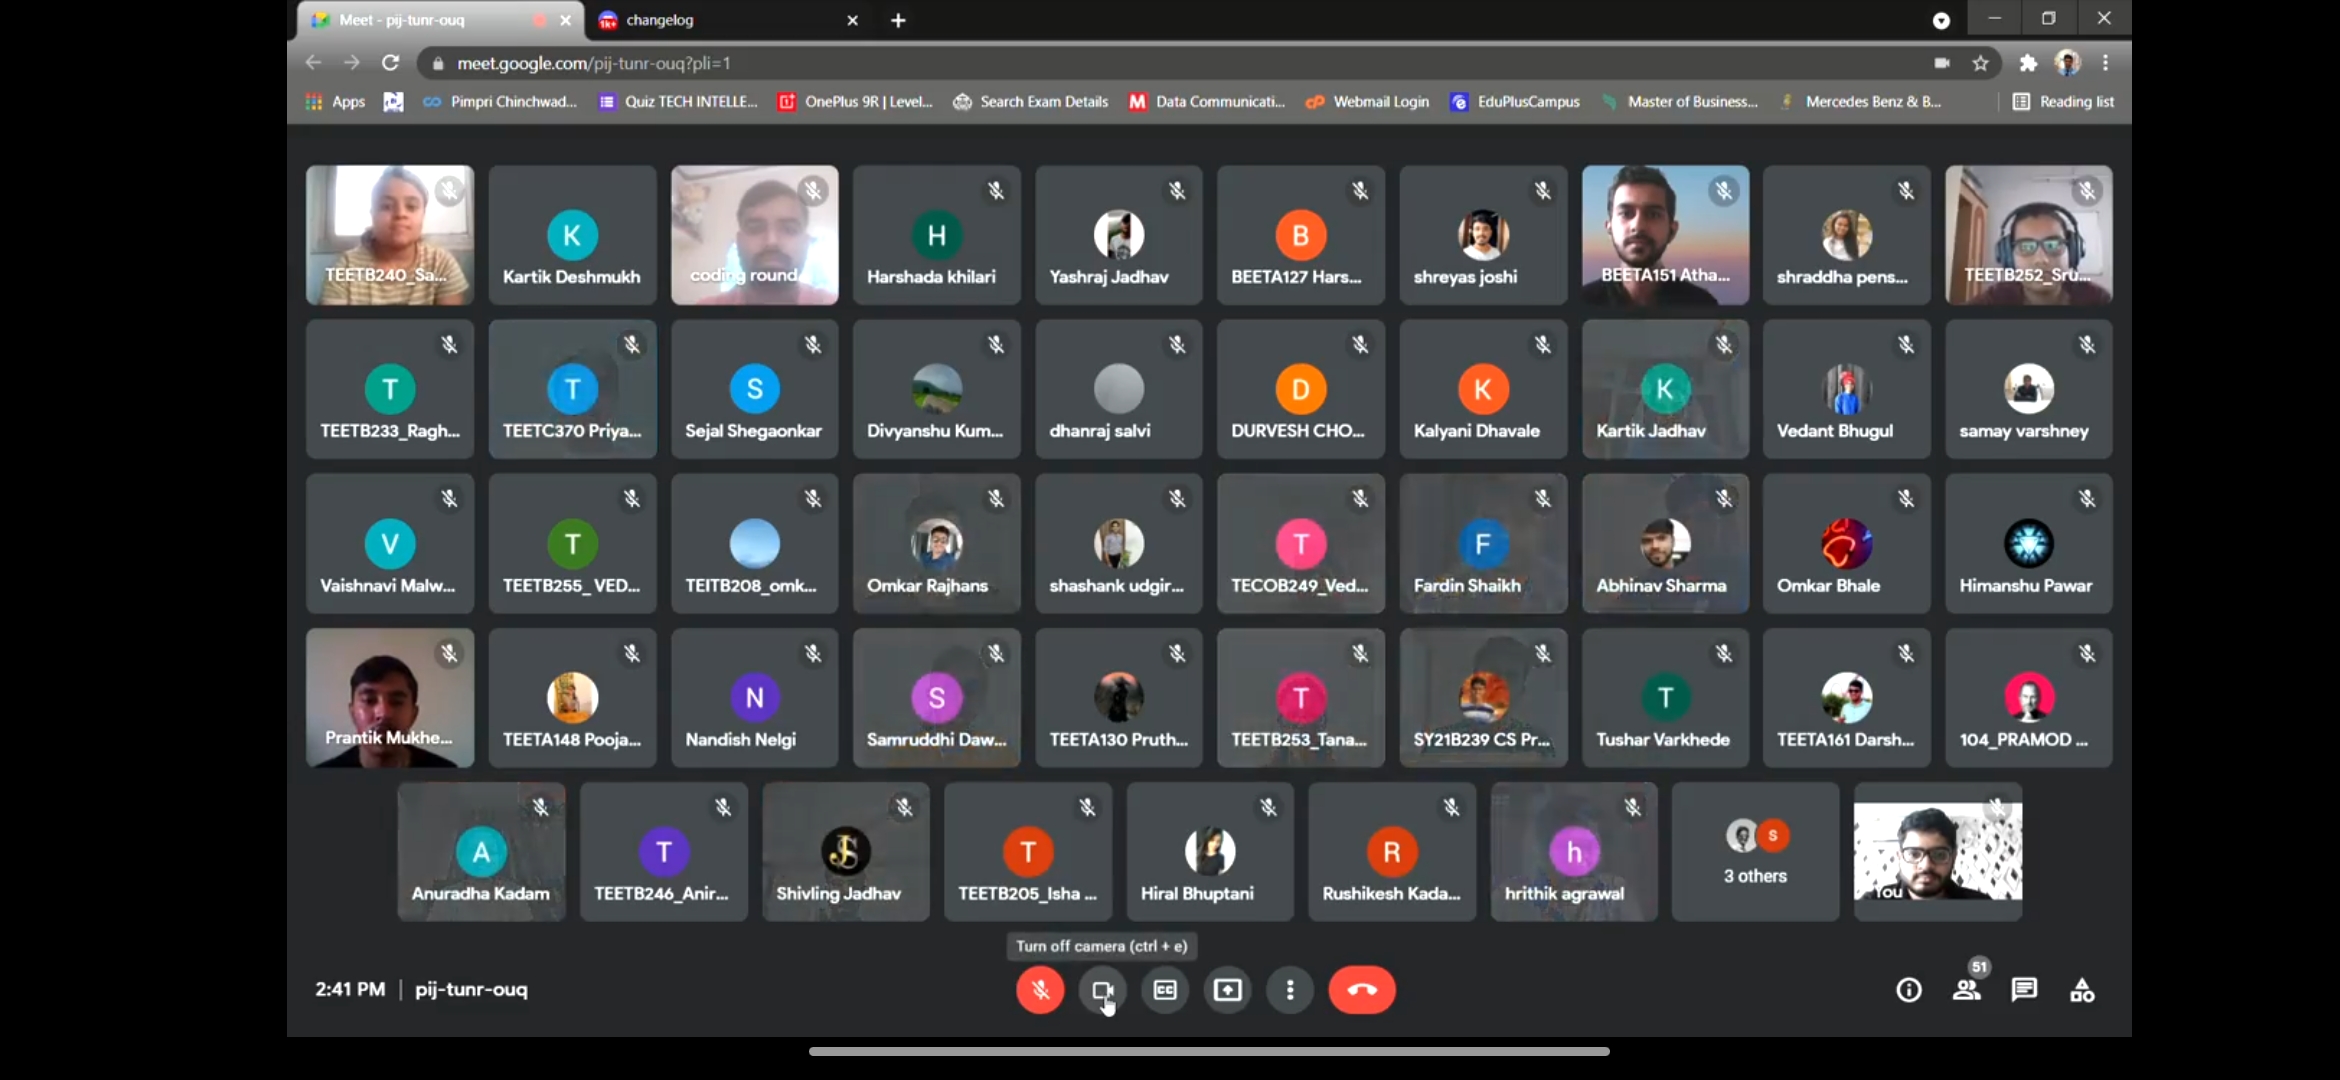 Meet - pij-tunr-ouq
changelog
meet.google.com/pij-tunr-ouq?pli=1
Apps Pimpri Chinchwad... Quiz TECH INTELLE... OnePlus 9R | Level... Search Exam Details Data Communicati... Webmail Login EduPlusCampus Master of Business... Mercedes Benz & B... Reading list
K H B
TEETB240_Sa... Kartik Deshmukh coding round Harshada khilari Yashraj Jadhav BEETA127 Hars... shreyas joshi BEETA151 Atha... shraddha pens... TEETB252_Sru...
T T S D K K
TEETB233_Ragh... TEETC370 Priya... Sejal Shegaonkar Divyanshu Kum... dhanraj salvi DURVESH CHO... Kalyani Dhavale Kartik Jadhav Vedant Bhugul samay varshney
V T T F
Vaishnavi Malw... TEETB255_VED... TEITB208_omk... Omkar Rajhans shashank udgir... TECOB249_Ved... Fardin Shaikh Abhinav Sharma Omkar Bhale Himanshu Pawar
N S T T
Prantik Mukhe... TEETA148 Pooja... Nandish Nelgi Samruddhi Daw... TEETA130 Pruth... TEETB253_Tana... SY21B239 CS Pr... Tushar Varkhede TEETA161 Darsh... 104_PRAMOD ...
A T JS T R h S
Anuradha Kadam TEETB246_Anir... Shivling Jadhav TEETB205_Isha ... Hiral Bhuptani Rushikesh Kada... hrithik agrawal 3 others You
Turn off camera (ctrl + e)
2:41 PM | pij-tunr-ouq
CC
51